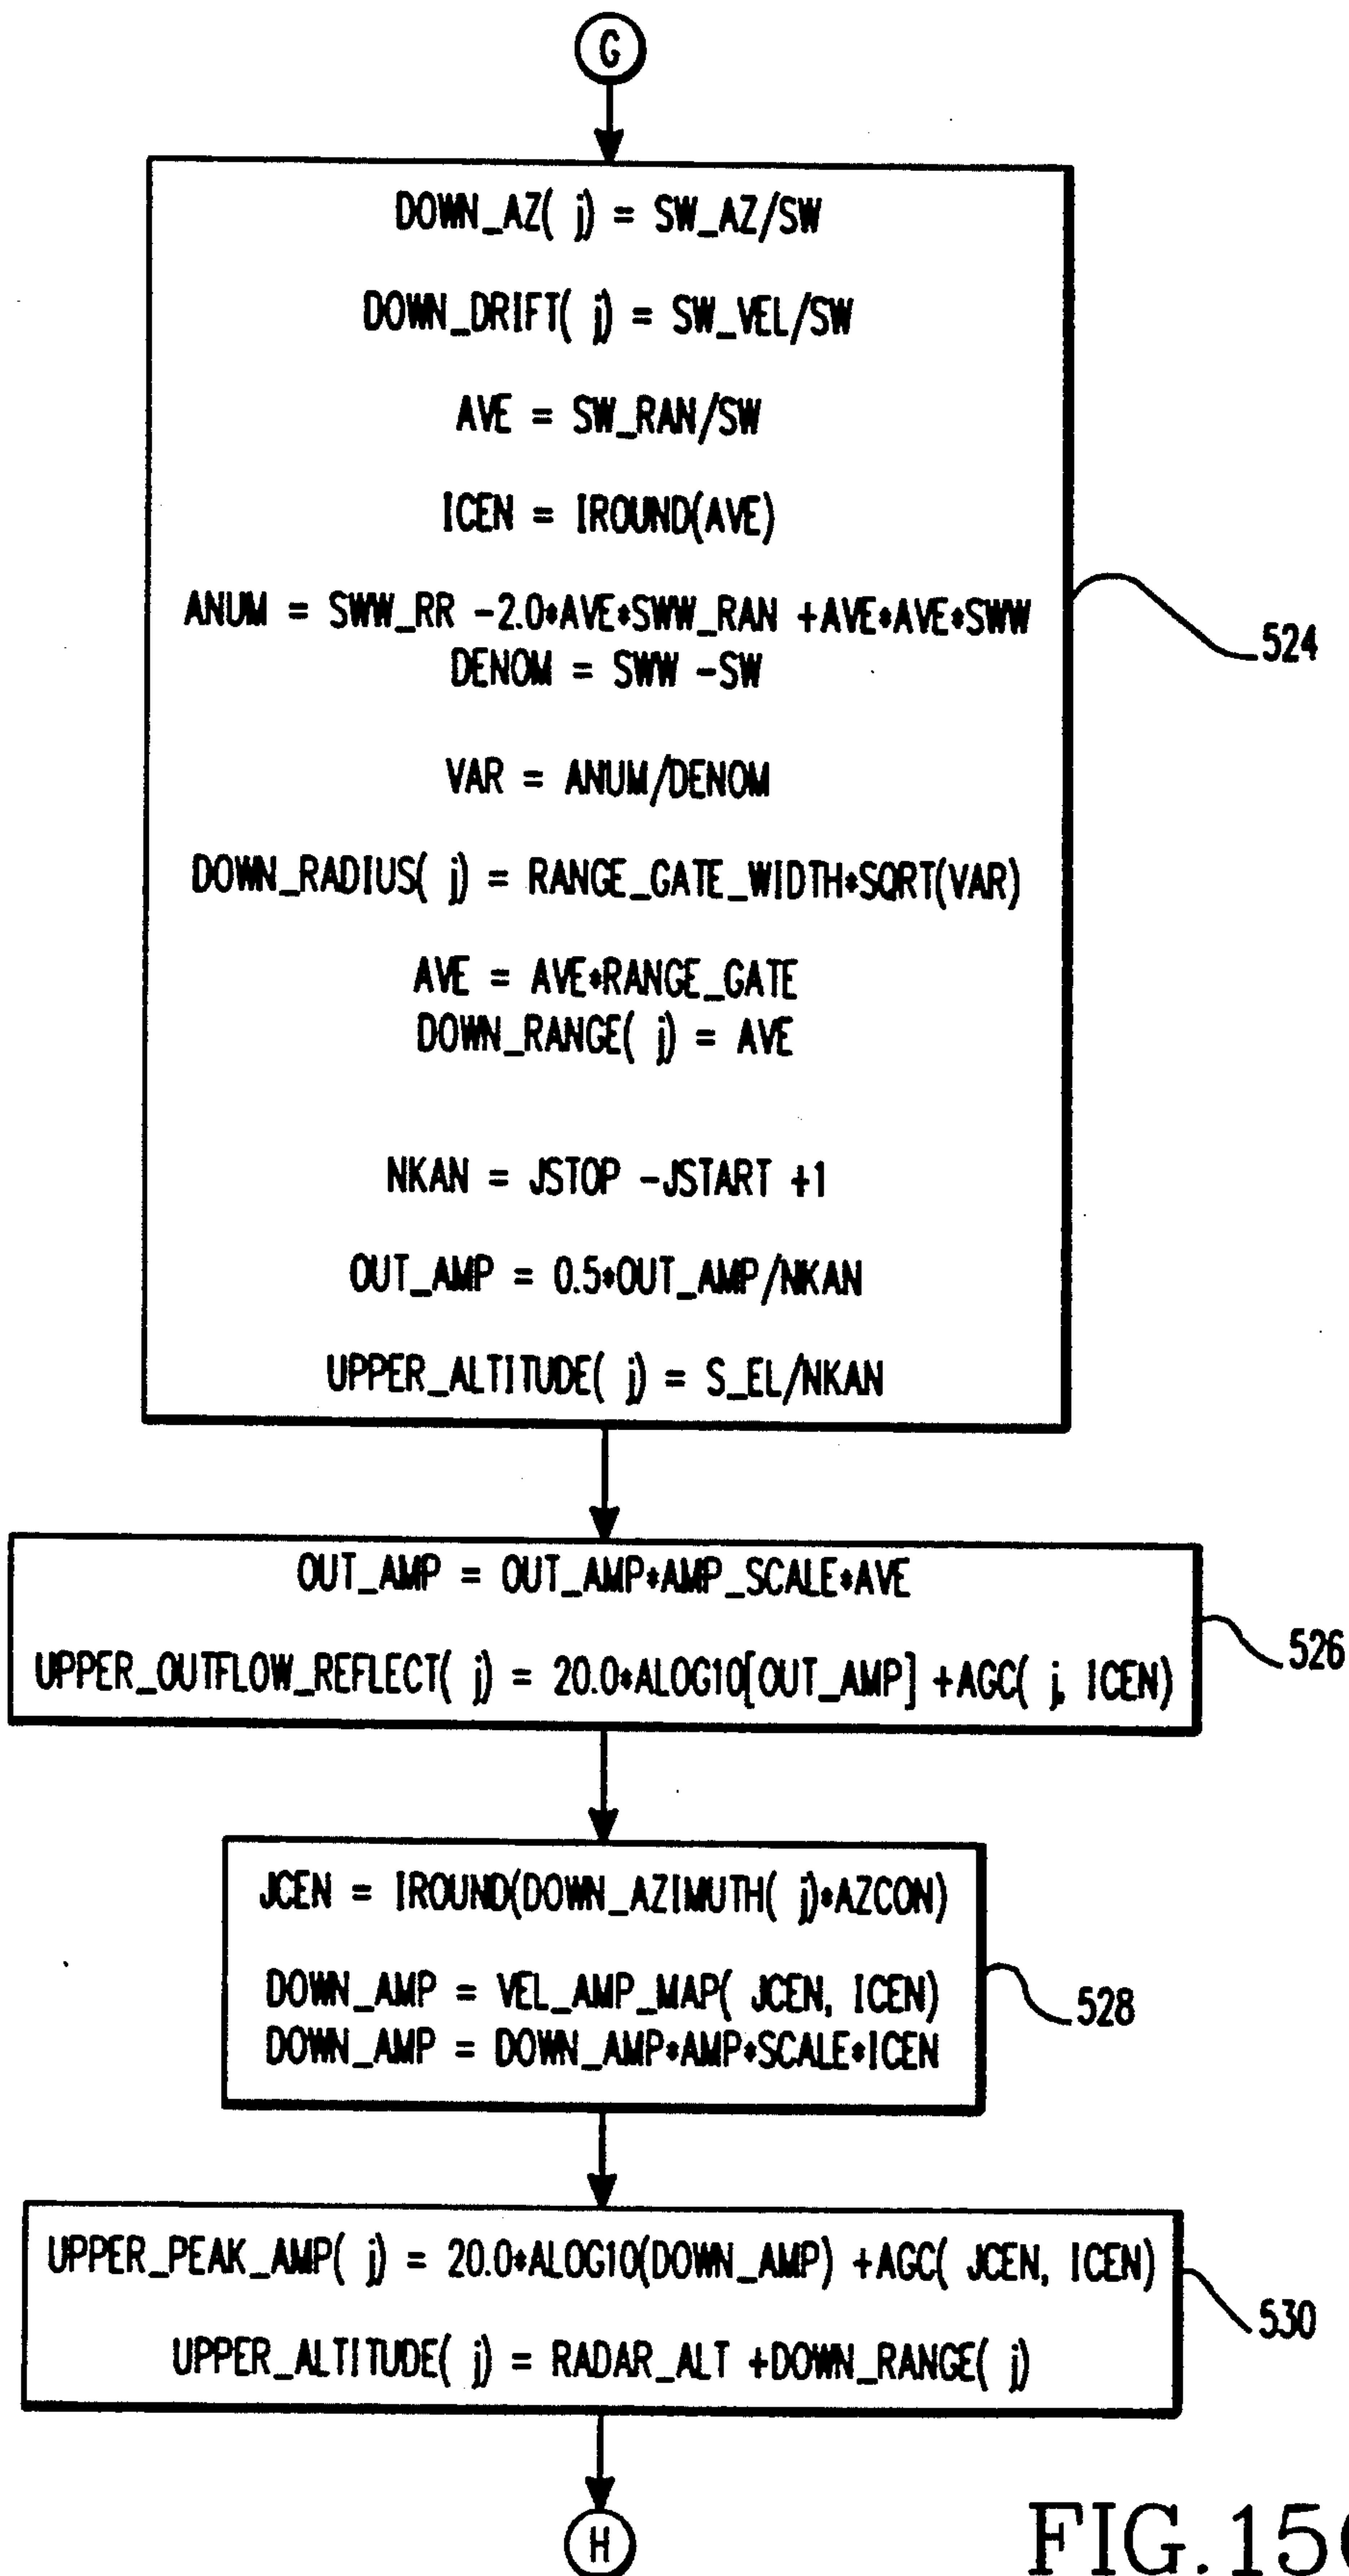 G
DOWN_AZ( j) = SW_AZ/SW
DOWN_DRIFT( j) = SW_VEL/SW
AVE = SW_RAN/SW
ICEN = IROUND(AVE)
ANUM = SWW_RR -2.0*AVE*SWW_RAN +AVE*AVE*SWW
DENOM = SWW -SW
524
VAR = ANUM/DENOM
DOWN_RADIUS( j) = RANGE_GATE_WIDTH*SQRT(VAR)
AVE = AVE*RANGE_GATE
DOWN_RANGE( j) = AVE
NKAN = JSTOP -JSTART +1
OUT_AMP = 0.5*OUT_AMP/NKAN
UPPER_ALTITUDE( j) = S_EL/NKAN
OUT_AMP = OUT_AMP*AMP_SCALE*AVE
UPPER_OUTFLOW_REFLECT( j) = 20.0*ALOG10[OUT_AMP] +AGC( j, ICEN)
526
JCEN = IROUND(DOWN_AZIMUTH( j)*AZCON)
DOWN_AMP = VEL_AMP_MAP( JCEN, ICEN)
DOWN_AMP = DOWN_AMP*AMP*SCALE*ICEN
528
UPPER_PEAK_AMP( j) = 20.0*ALOG10(DOWN_AMP) +AGC( JCEN, ICEN)
UPPER_ALTITUDE( j) = RADAR_ALT +DOWN_RANGE( j)
530
H
FIG.15